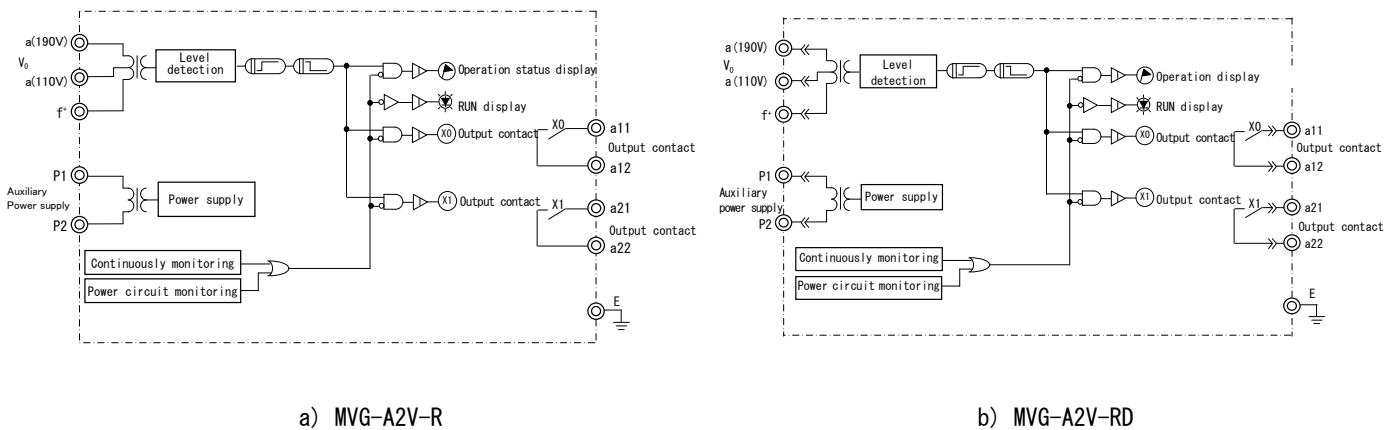 a(190V)
V0
a(110V)
f'
Level
detection
Operation status display
RUN display
X0 Output contact
X0
a11
Output contact
a12
P1
Auxiliary
Power supply
P2
Power supply
X1 Output contact
X1
a21
Output contact
a22
Continuously monitoring
Power circuit monitoring
E
a) MVG-A2V-R
a(190V)
V0
a(110V)
f'
Level
detection
Operation display
RUN display
X0 Output contact
X0
a11
Output contact
a12
P1
Auxiliary
power supply
P2
Power supply
X1 Output contact
X1
a21
Output contact
a22
Continuously monitoring
Power circuit monitoring
E
b) MVG-A2V-RD